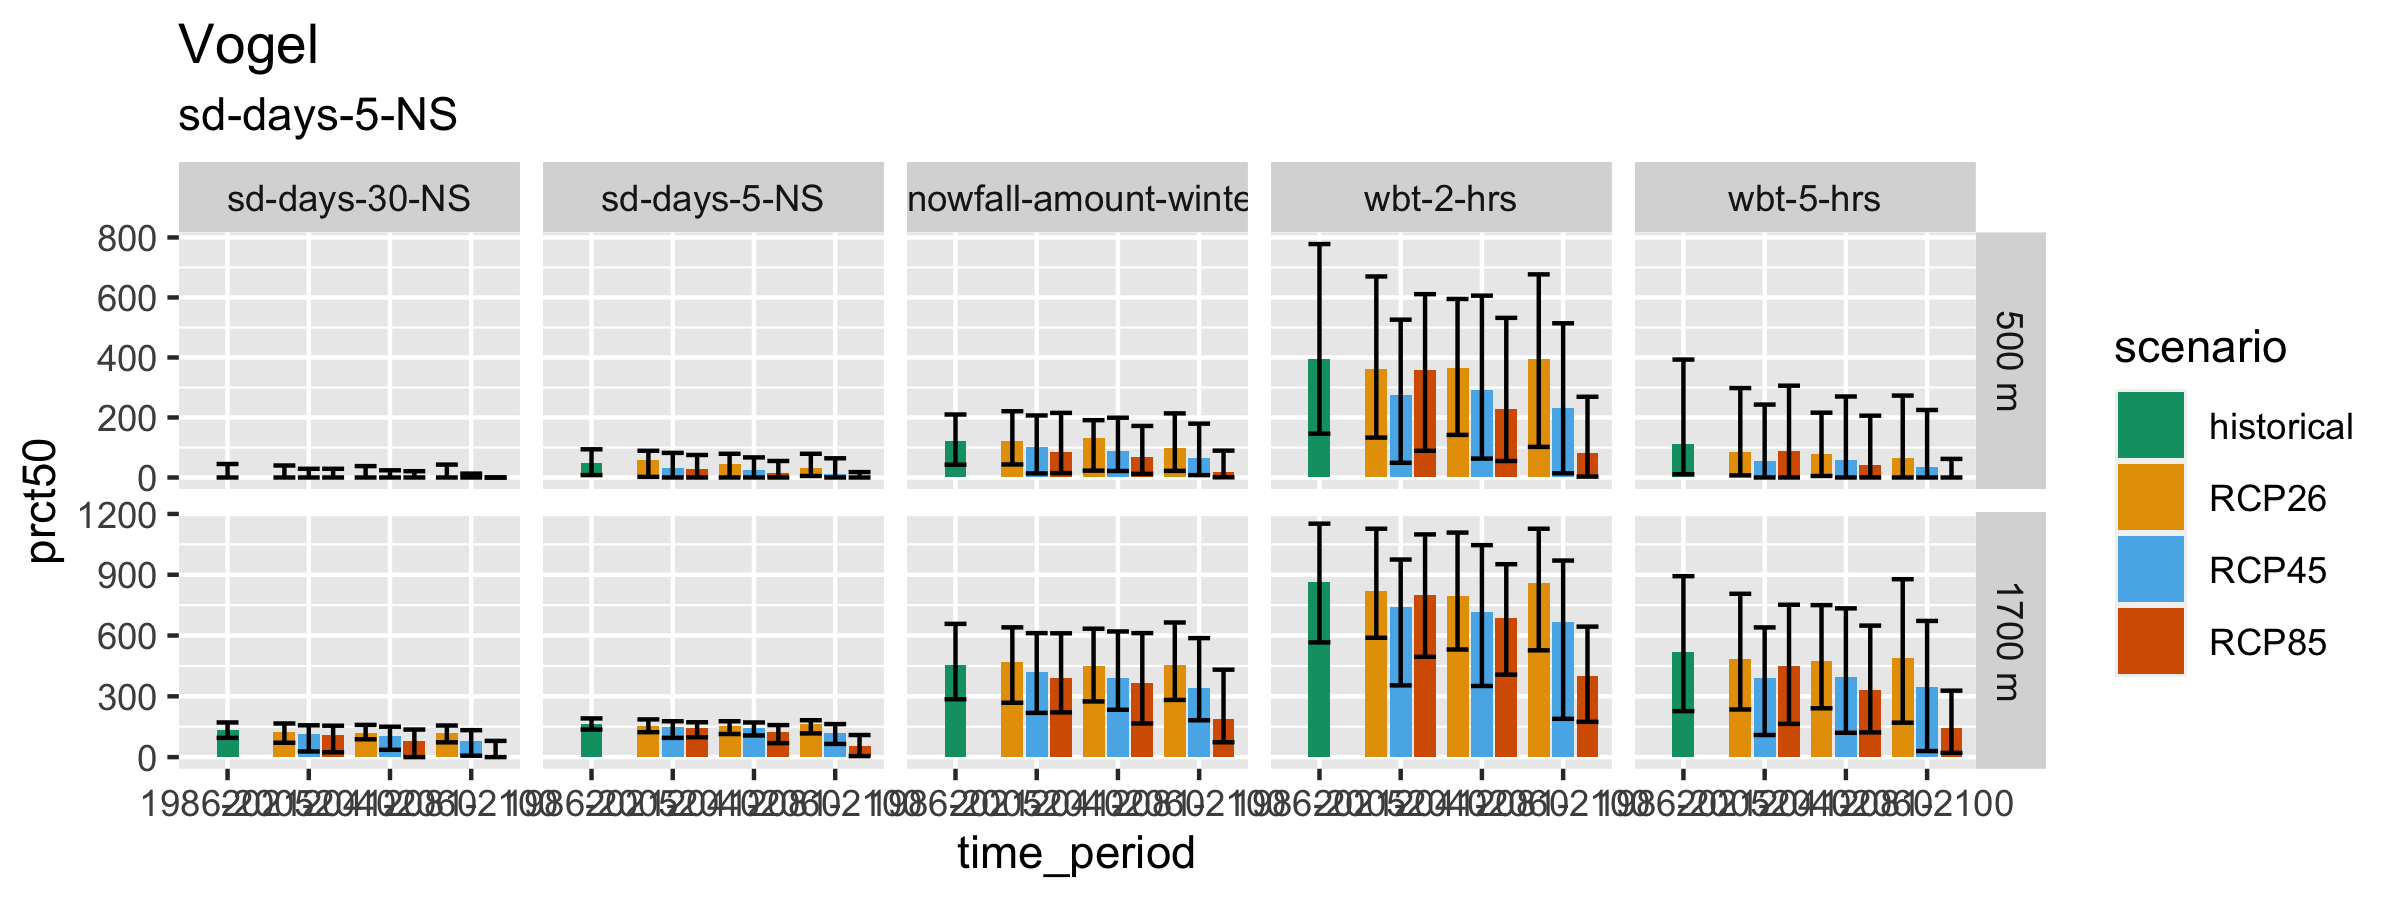 Vogel
sd-days-5-NS
sd-days-30-NS
sd-days-5-NS
nowfall-amount-winte
wbt-2-hrs
wbt-5-hrs
800
600
400
200
0
500 m
1200
900
600
300
0
1700 m
prct50
time_period
scenario
historical
RCP26
RCP45
RCP85